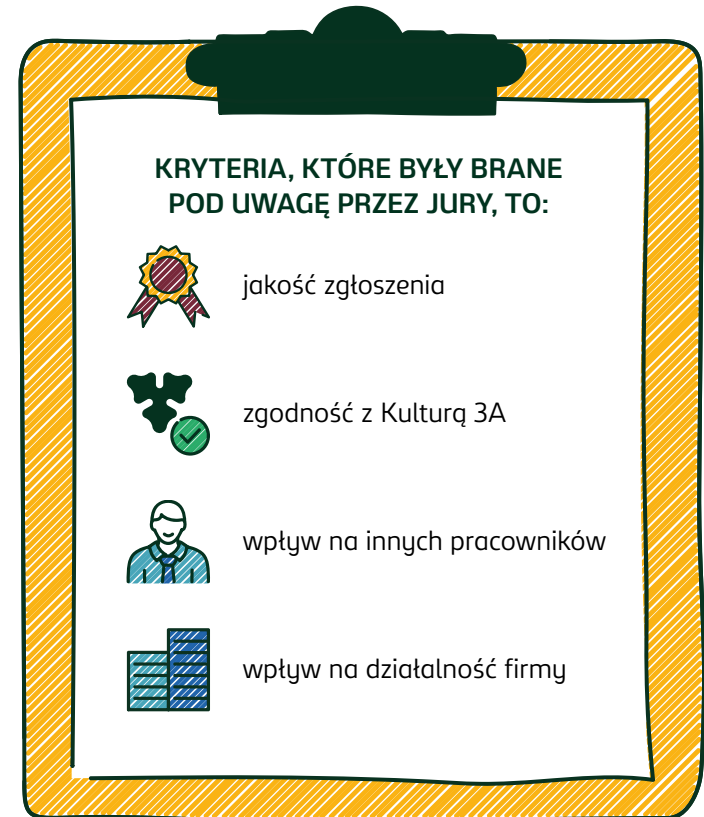 KRYTERIA, KTÓRE BYŁY BRANE
POD UWAGĘ PRZEZ JURY, TO:
jakość zgłoszenia
zgodność z Kulturą 3A
wpływ na innych pracowników
wpływ na działalność firmy